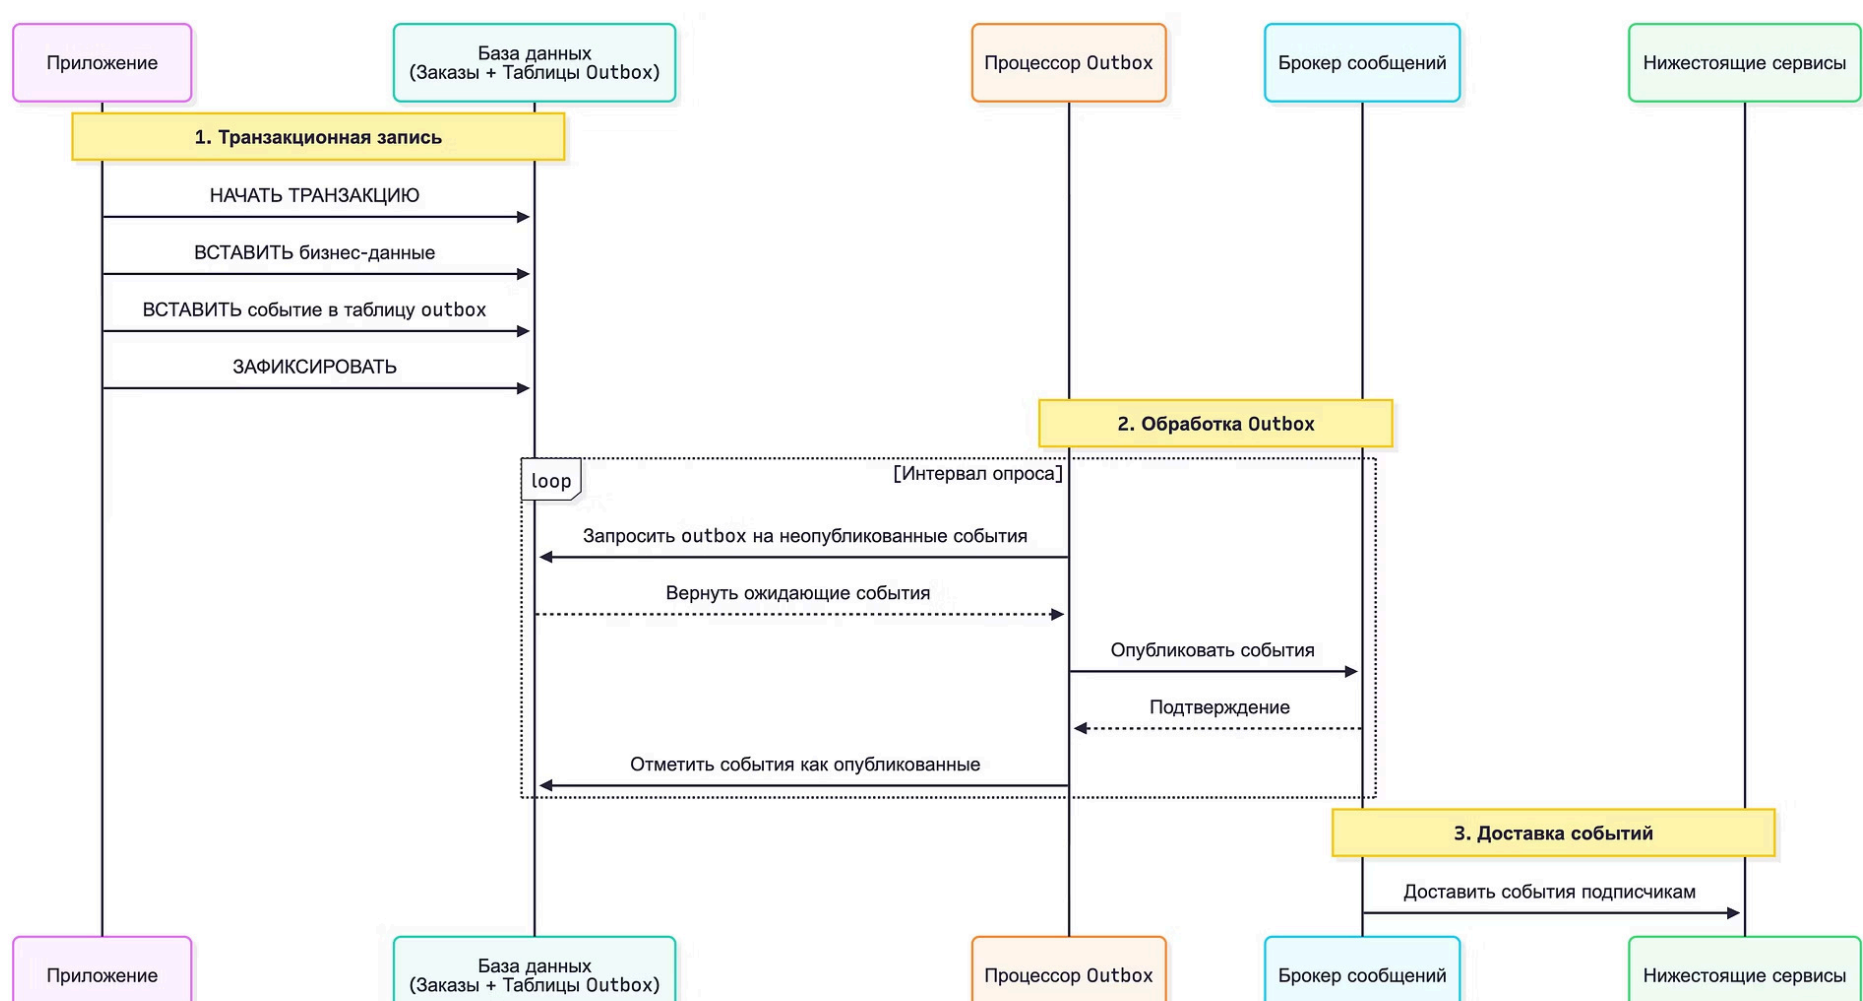 Приложение
База данных
(Заказы + Таблицы Outbox)
Процессор Outbox
Брокер сообщений
Нижестоящие сервисы
1. Транзакционная запись
НАЧАТЬ ТРАНЗАКЦИЮ
ВСТАВИТЬ бизнес-данные
ВСТАВИТЬ событие в таблицу outbox
ЗАФИКСИРОВАТЬ
2. Обработка Outbox
loop
[Интервал опроса]
Запросить outbox на неопубликованные события
Вернуть ожидающие события
Опубликовать события
Подтверждение
Отметить события как опубликованные
3. Доставка событий
Доставить события подписчикам
Приложение
База данных
(Заказы + Таблицы Outbox)
Процессор Outbox
Брокер сообщений
Нижестоящие сервисы